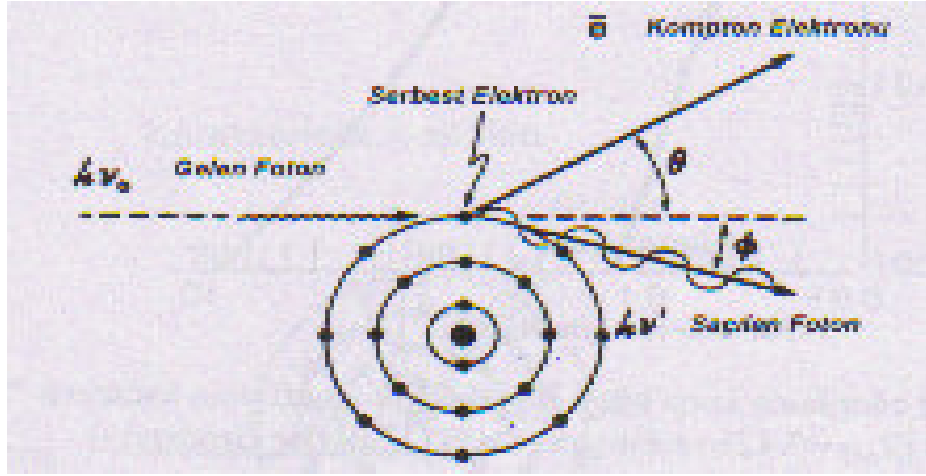 ē Kompton Elektronu
Serbest Elektron
hν₀ Gelen Foton
θ
ϕ
hν' Saçılan Foton